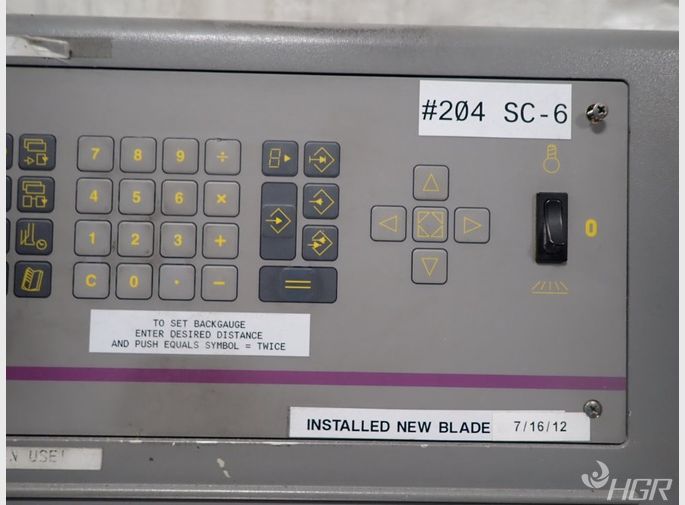 #204 SC-6
7 8 9 ÷
4 5 6 ×
1 2 3 +
C 0 . −
=
0
TO SET BACKGAUGE
ENTER DESIRED DISTANCE
AND PUSH EQUALS SYMBOL = TWICE
INSTALLED NEW BLADE 7/16/12
USE!
HGR